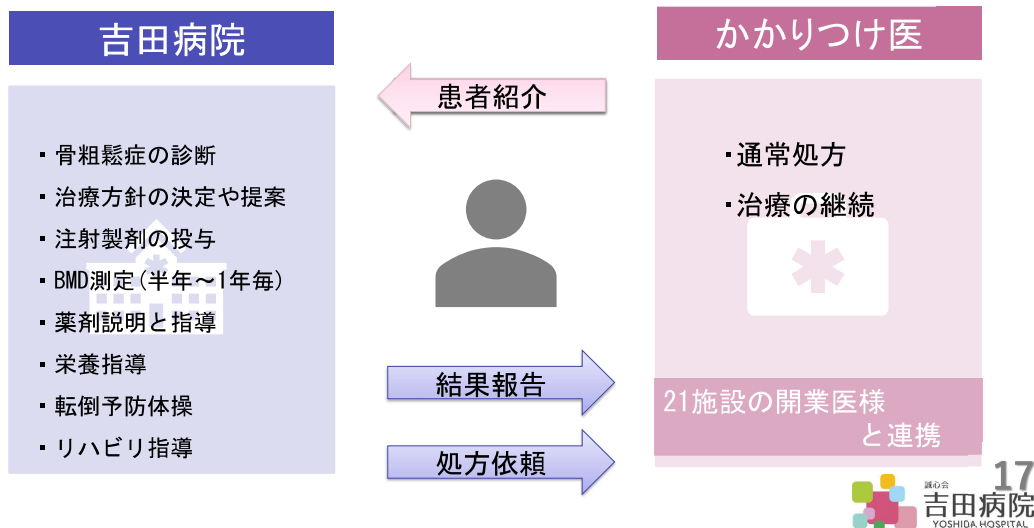 吉田病院
かかりつけ医
患者紹介
・骨粗鬆症の診断
・治療方針の決定や提案
・注射製剤の投与
・BMD測定(半年～1年毎)
・薬剤説明と指導
・栄養指導
・転倒予防体操
・リハビリ指導
・通常処方
・治療の継続
結果報告
処方依頼
21施設の開業医様
と連携
17
誠心会
吉田病院
YOSHIDA HOSPITAL